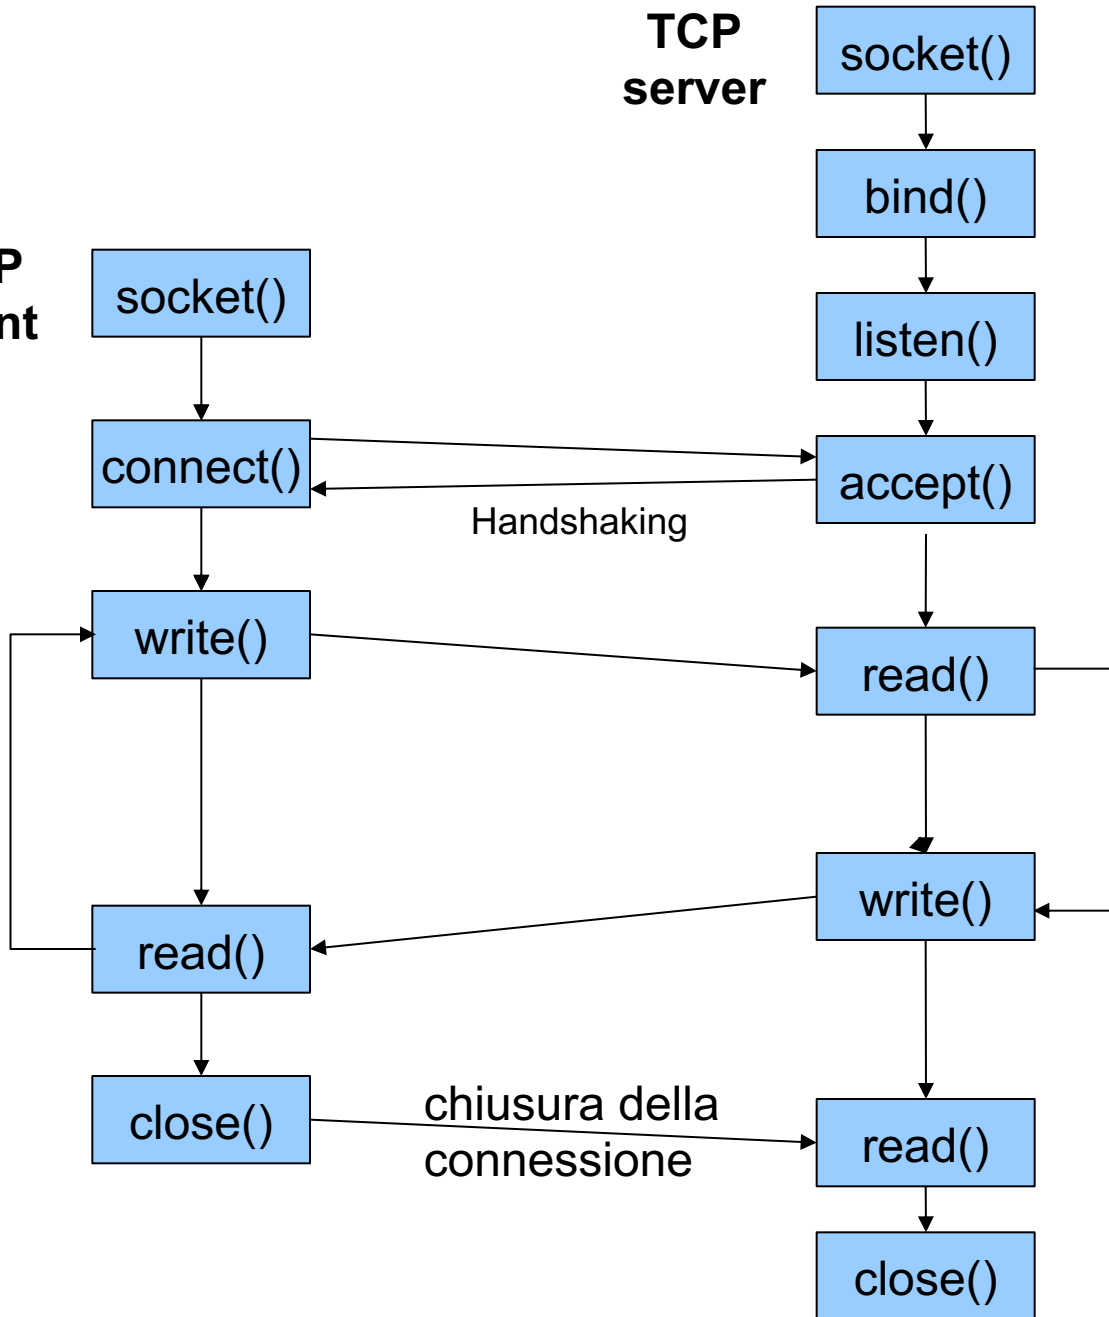 TCP
server
socket()
bind()
listen()
accept()
read()
write()
read()
close()
P
nt
socket()
connect()
write()
read()
close()
Handshaking
chiusura della
connessione